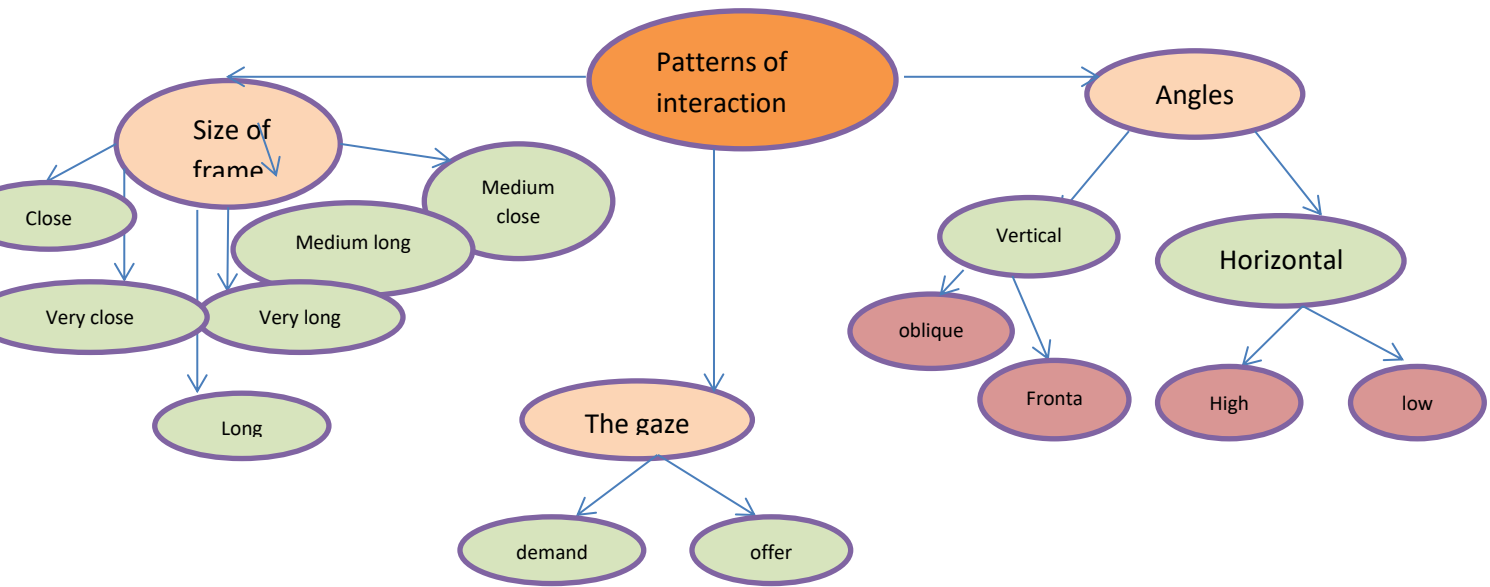 Patterns of
interaction
Angles
Size of
frame
Medium
close
Close
Vertical
Medium long
Horizontal
Very close
Very long
oblique
Fronta
High
low
The gaze
Long
demand
offer